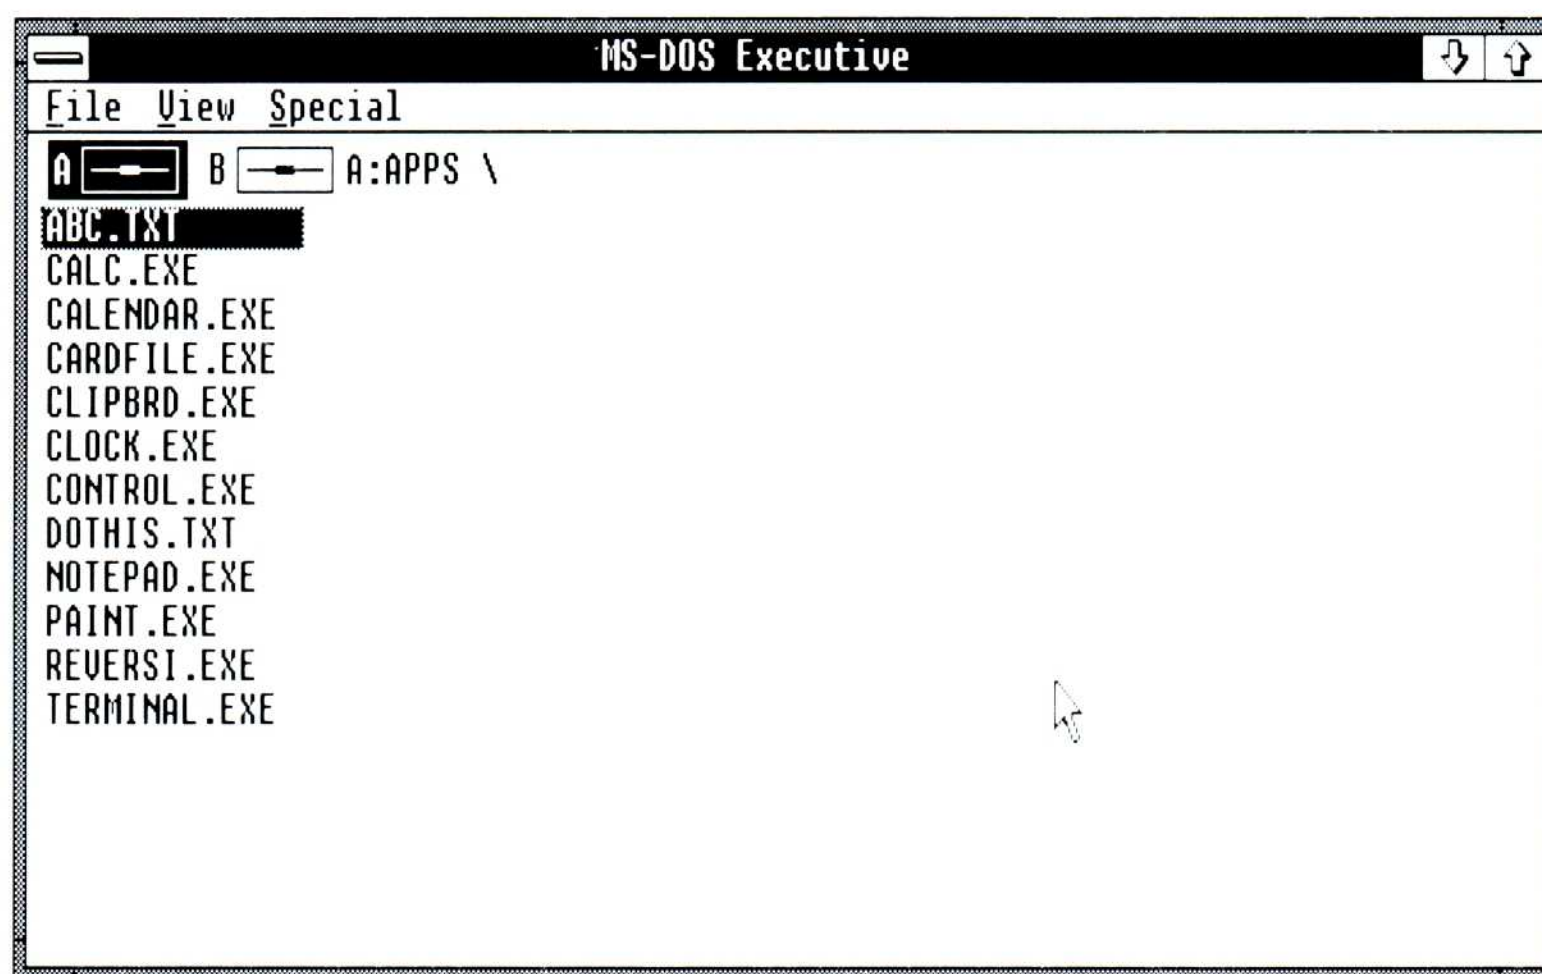 MS-DOS Executive
File View Special
A B A:APPS \
ABC.TXT
CALC.EXE
CALENDAR.EXE
CARDFILE.EXE
CLIPBRD.EXE
CLOCK.EXE
CONTROL.EXE
DOTHIS.TXT
NOTEPAD.EXE
PAINT.EXE
REVERSI.EXE
TERMINAL.EXE